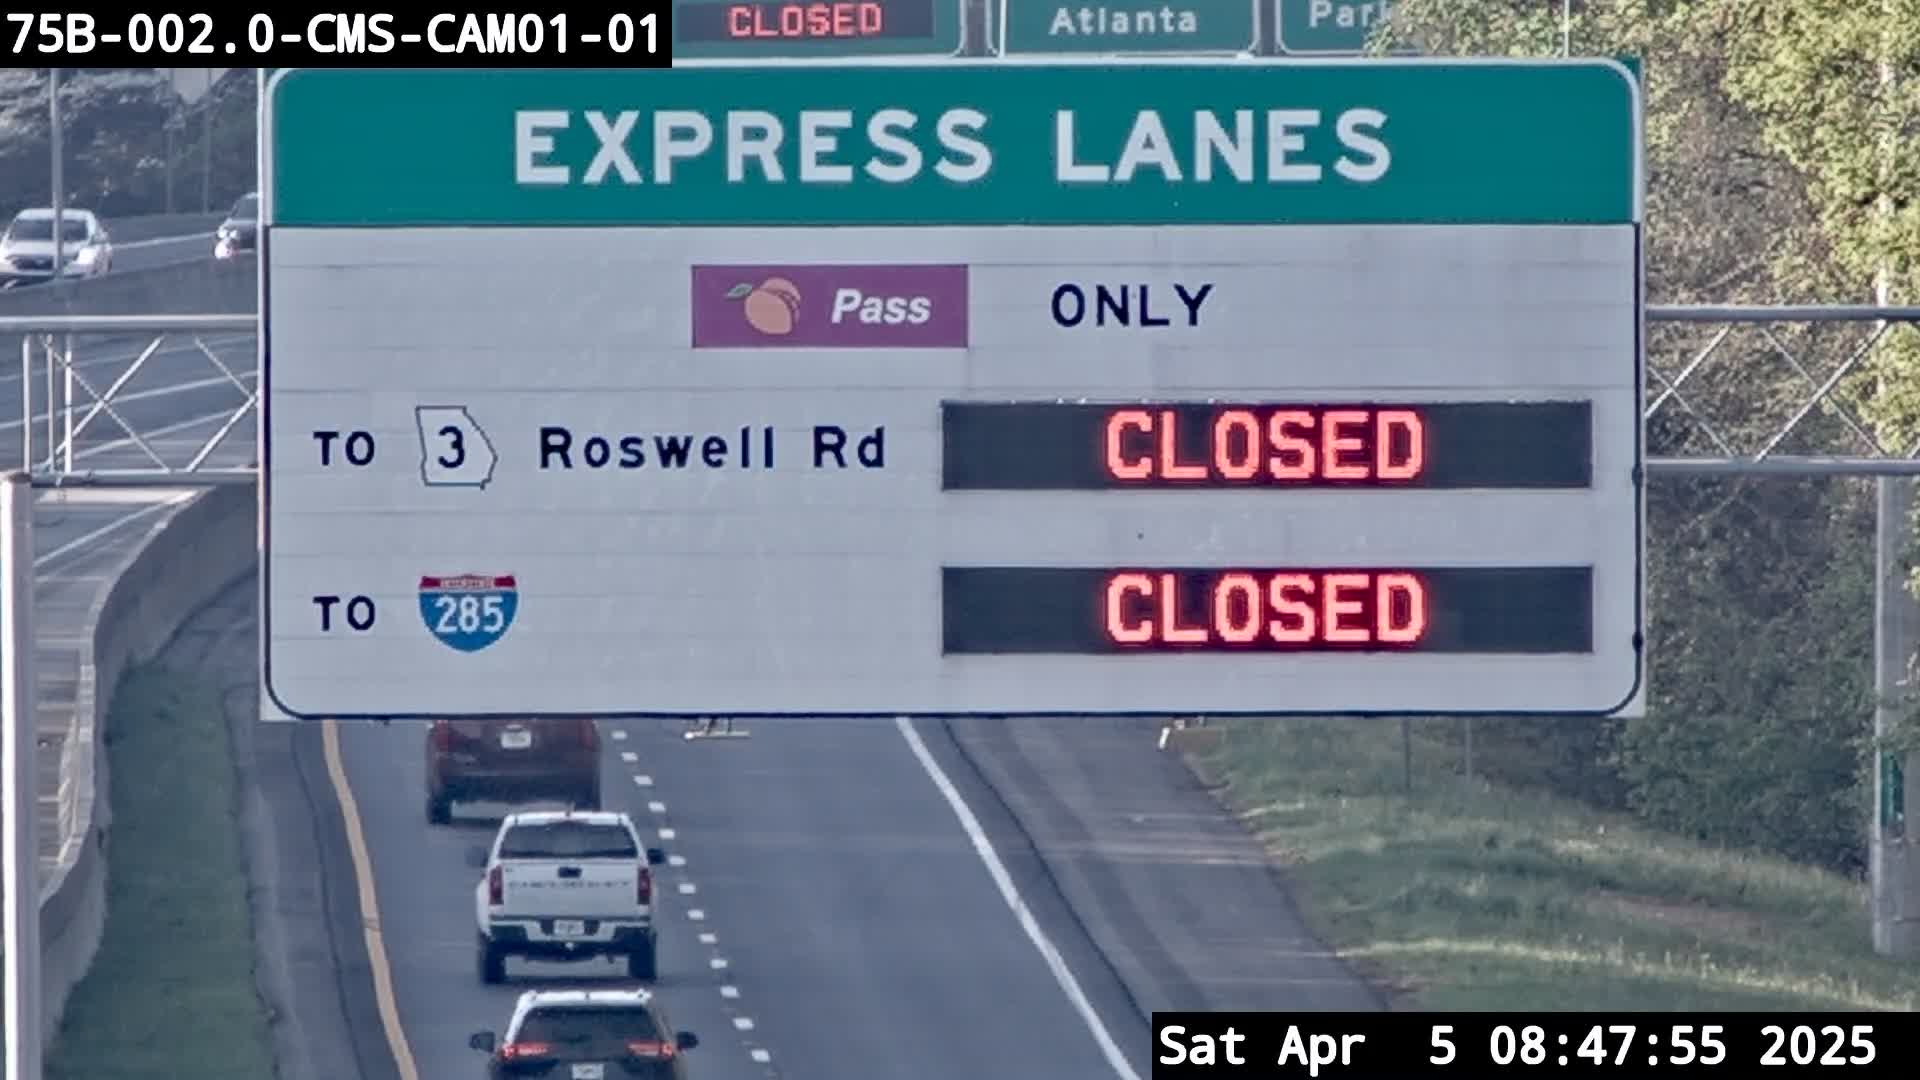 75B-002.0-CMS-CAM01-01
CLOSED
Atlanta
EXPRESS LANES
Pass ONLY
TO 3 Roswell Rd CLOSED
TO INTERSTATE 285 CLOSED
Sat Apr 5 08:47:55 2025